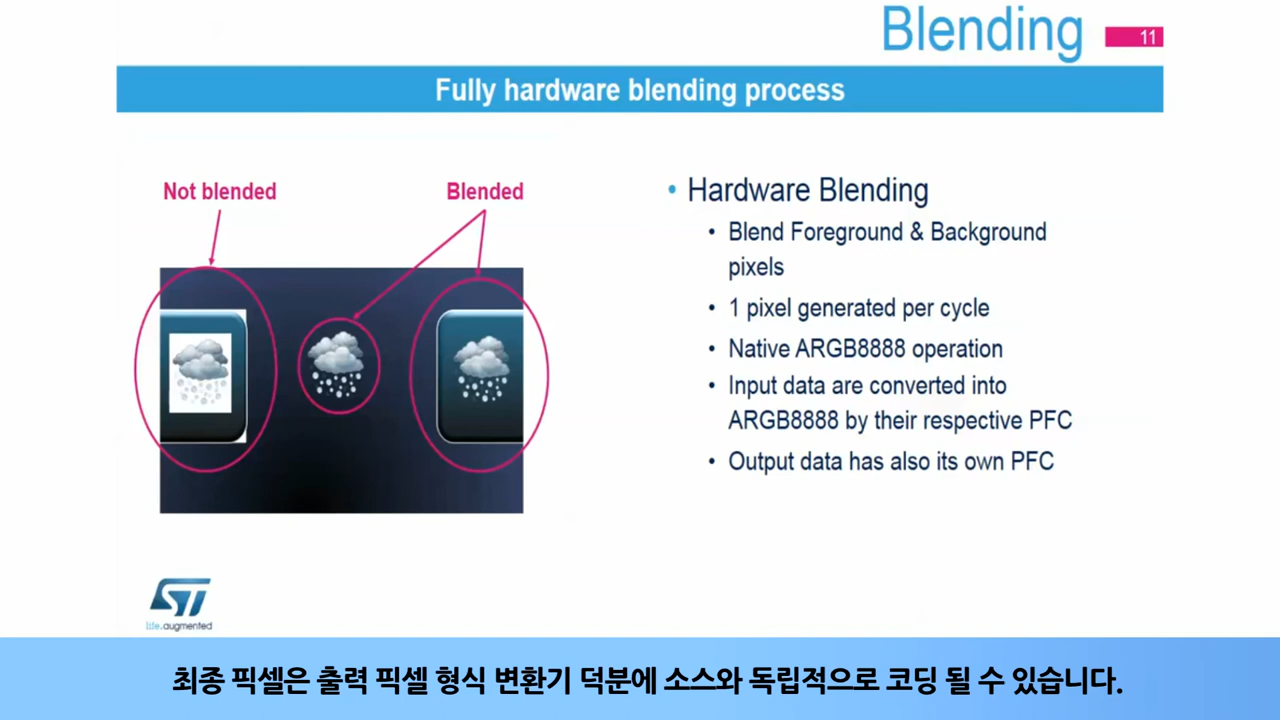 Blending
11
Fully hardware blending process
Not blended
Blended
• Hardware Blending
• Blend Foreground & Background
pixels
• 1 pixel generated per cycle
• Native ARGB8888 operation
• Input data are converted into
ARGB8888 by their respective PFC
• Output data has also its own PFC
ST
life.augmented
최종 픽셀은 출력 픽셀 형식 변환기 덕분에 소스와 독립적으로 코딩 될 수 있습니다.